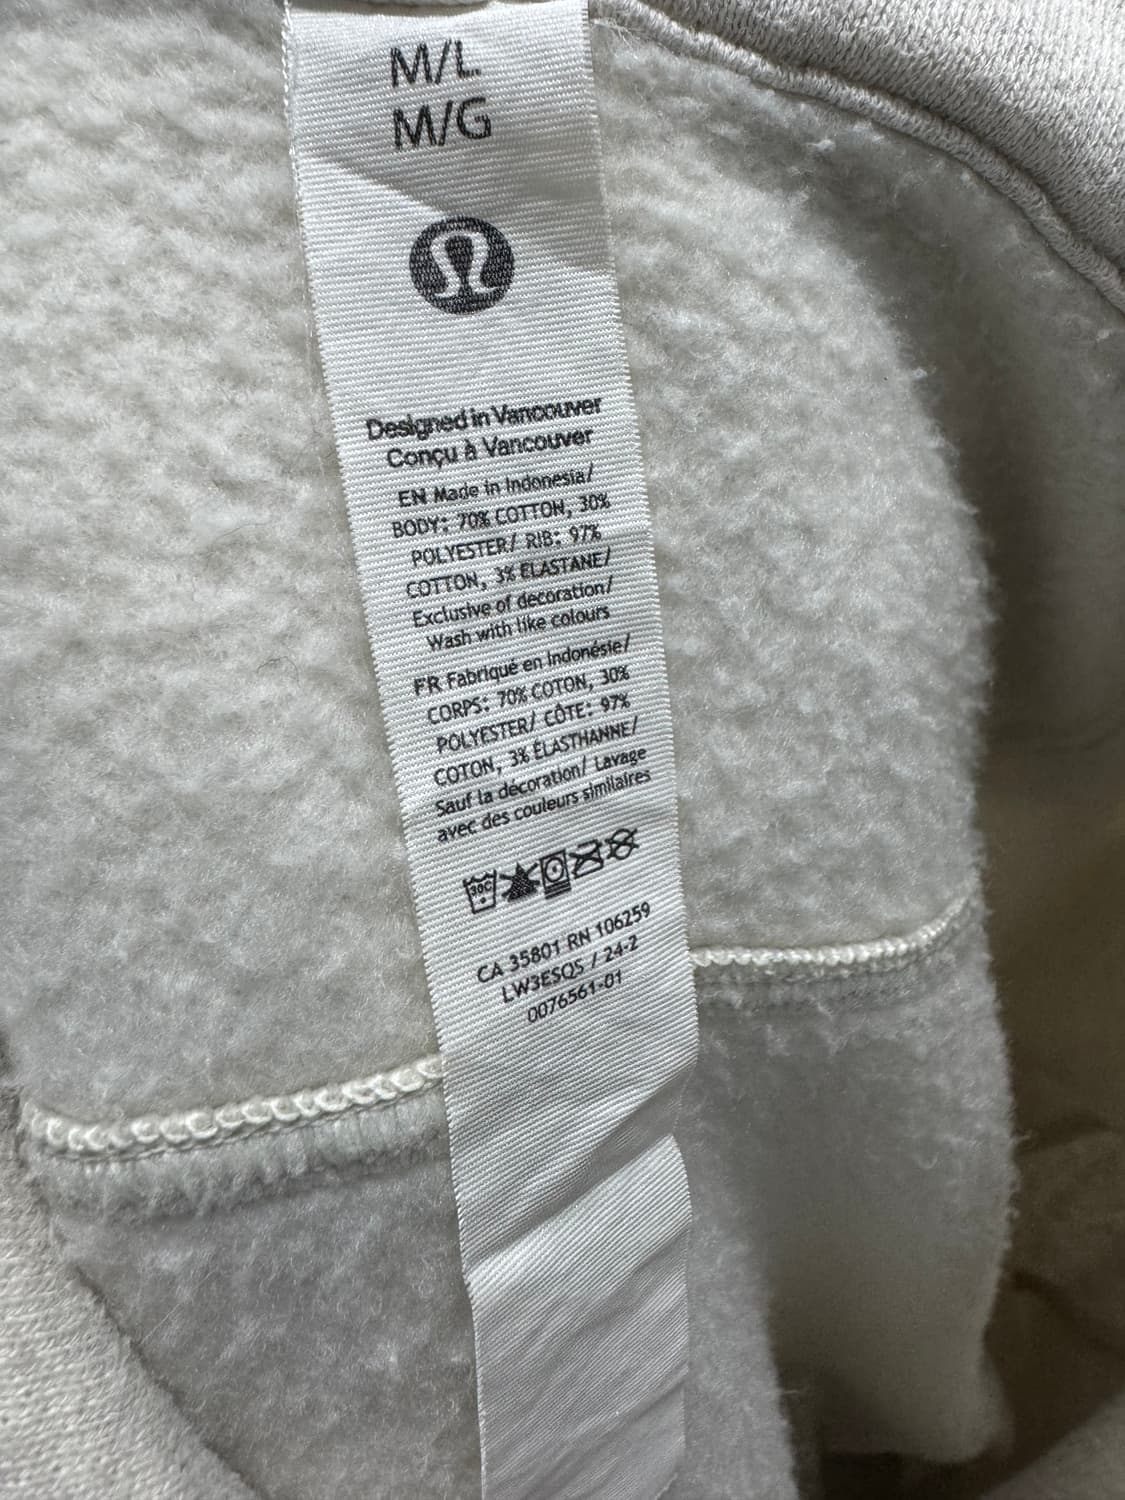 M/L
M/G
Designed in Vancouver
Conçu à Vancouver
EN Made in Indonesia/
BODY: 70% COTTON, 30%
POLYESTER/ RIB: 97%
COTTON, 3% ELASTANE/
Exclusive of decoration/
Wash with like colours
FR Fabriqué en Indonésie/
CORPS: 70% COTON, 30%
POLYESTER/ CÔTE: 97%
COTON, 3% ÉLASTHANNE/
Sauf la décoration/ Lavage
avec des couleurs similaires
30C
CA 35801 RN 106259
LW3ESQS / 24-2
0076561-01